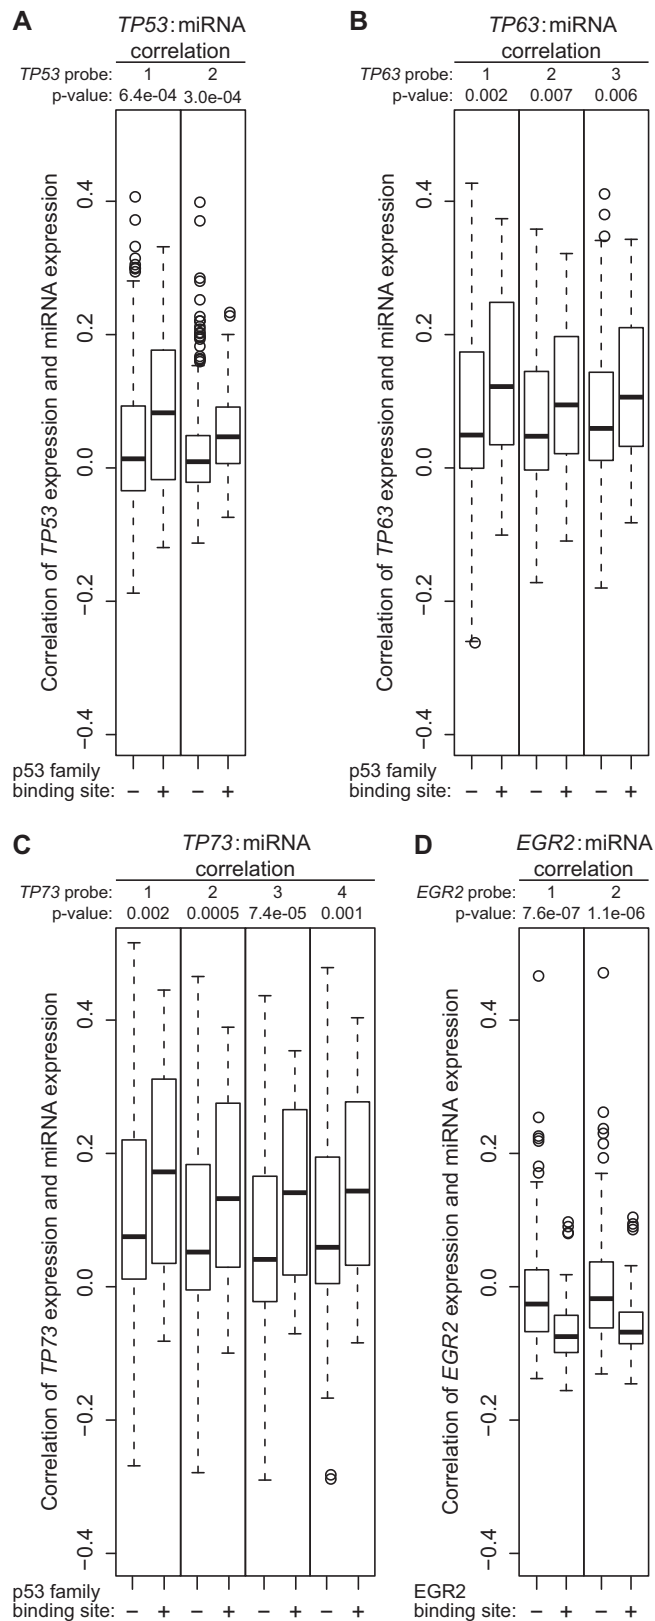 A
TP53:miRNA
correlation
TP53 probe: 1 2
p-value: 6.4e-04 3.0e-04
Correlation of TP53 expression and miRNA expression
0.4
0.2
0.0
−0.2
−0.4
p53 family
binding site: − + − +
B
TP63:miRNA
correlation
TP63 probe: 1 2 3
p-value: 0.002 0.007 0.006
Correlation of TP63 expression and miRNA expression
0.4
0.2
0.0
−0.2
−0.4
p53 family
binding site: − + − + − +
C
TP73:miRNA
correlation
TP73 probe: 1 2 3 4
p-value: 0.002 0.0005 7.4e-05 0.001
Correlation of TP73 expression and miRNA expression
0.4
0.2
0.0
−0.2
−0.4
p53 family
binding site: − + − + − + − +
D
EGR2:miRNA
correlation
EGR2 probe: 1 2
p-value: 7.6e-07 1.1e-06
Correlation of EGR2 expression and miRNA expression
0.4
0.2
0.0
−0.2
−0.4
EGR2
binding site: − + − +